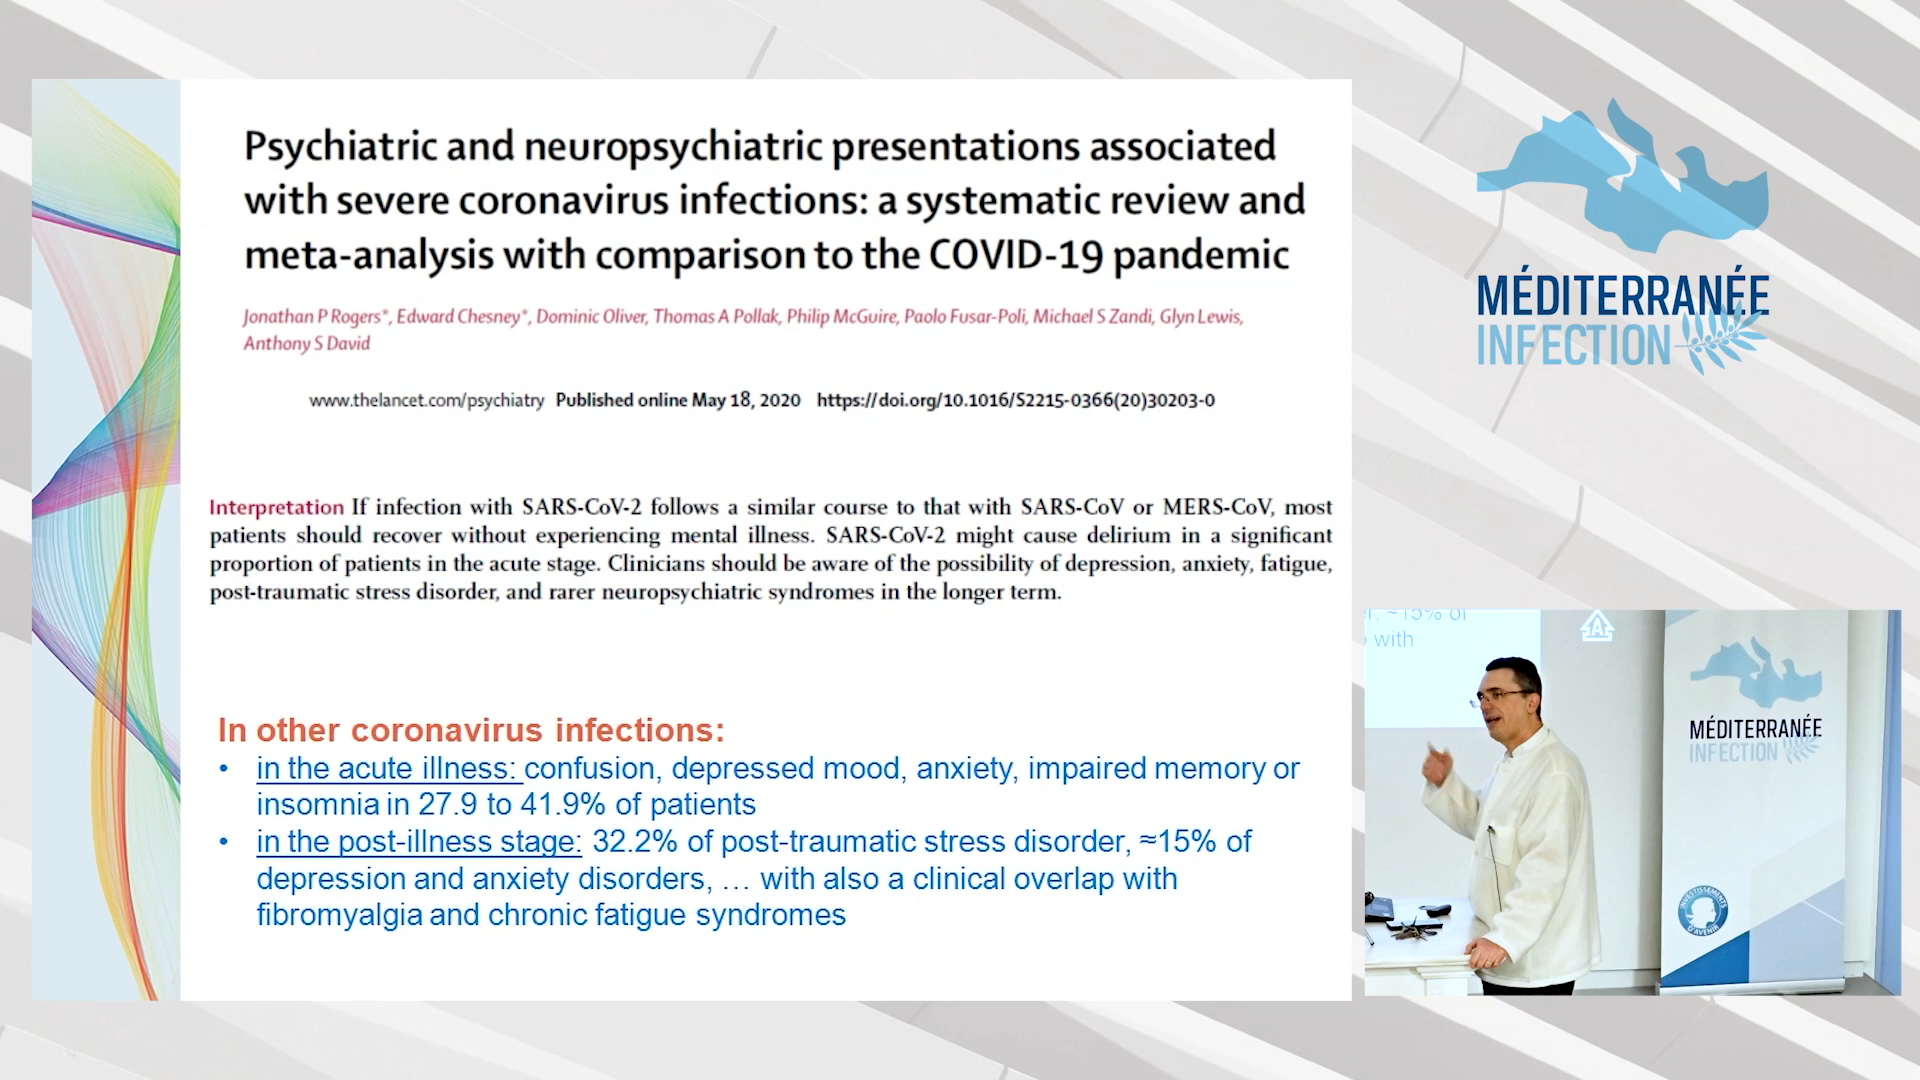 Psychiatric and neuropsychiatric presentations associated
with severe coronavirus infections: a systematic review and
meta-analysis with comparison to the COVID-19 pandemic
Jonathan P Rogers*, Edward Chesney*, Dominic Oliver, Thomas A Pollak, Philip McGuire, Paolo Fusar-Poli, Michael S Zandi, Glyn Lewis,
Anthony S David
www.thelancet.com/psychiatry Published online May 18, 2020 https://doi.org/10.1016/S2215-0366(20)30203-0
Interpretation If infection with SARS-CoV-2 follows a similar course to that with SARS-CoV or MERS-CoV, most
patients should recover without experiencing mental illness. SARS-CoV-2 might cause delirium in a significant
proportion of patients in the acute stage. Clinicians should be aware of the possibility of depression, anxiety, fatigue,
post-traumatic stress disorder, and rarer neuropsychiatric syndromes in the longer term.
In other coronavirus infections:
• in the acute illness: confusion, depressed mood, anxiety, impaired memory or
insomnia in 27.9 to 41.9% of patients
• in the post-illness stage: 32.2% of post-traumatic stress disorder, ≈15% of
depression and anxiety disorders, … with also a clinical overlap with
fibromyalgia and chronic fatigue syndromes
MÉDITERRANÉE
INFECTION
≈15% of
with
A
MÉDITERRANÉE
INFECTION
INVESTISSEMENTS
D'AVENIR